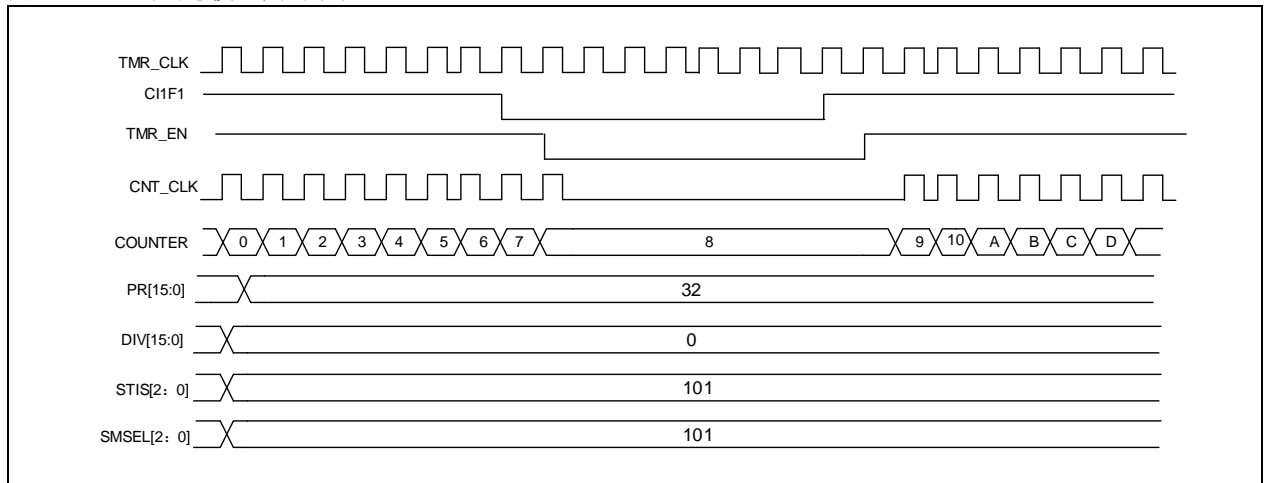 TMR_CLK
CI1F1
TMR_EN
CNT_CLK
COUNTER 0 1 2 3 4 5 6 7 8 9 10 A B C D
PR[15:0] 32
DIV[15:0] 0
STIS[2：0] 101
SMSEL[2：0] 101